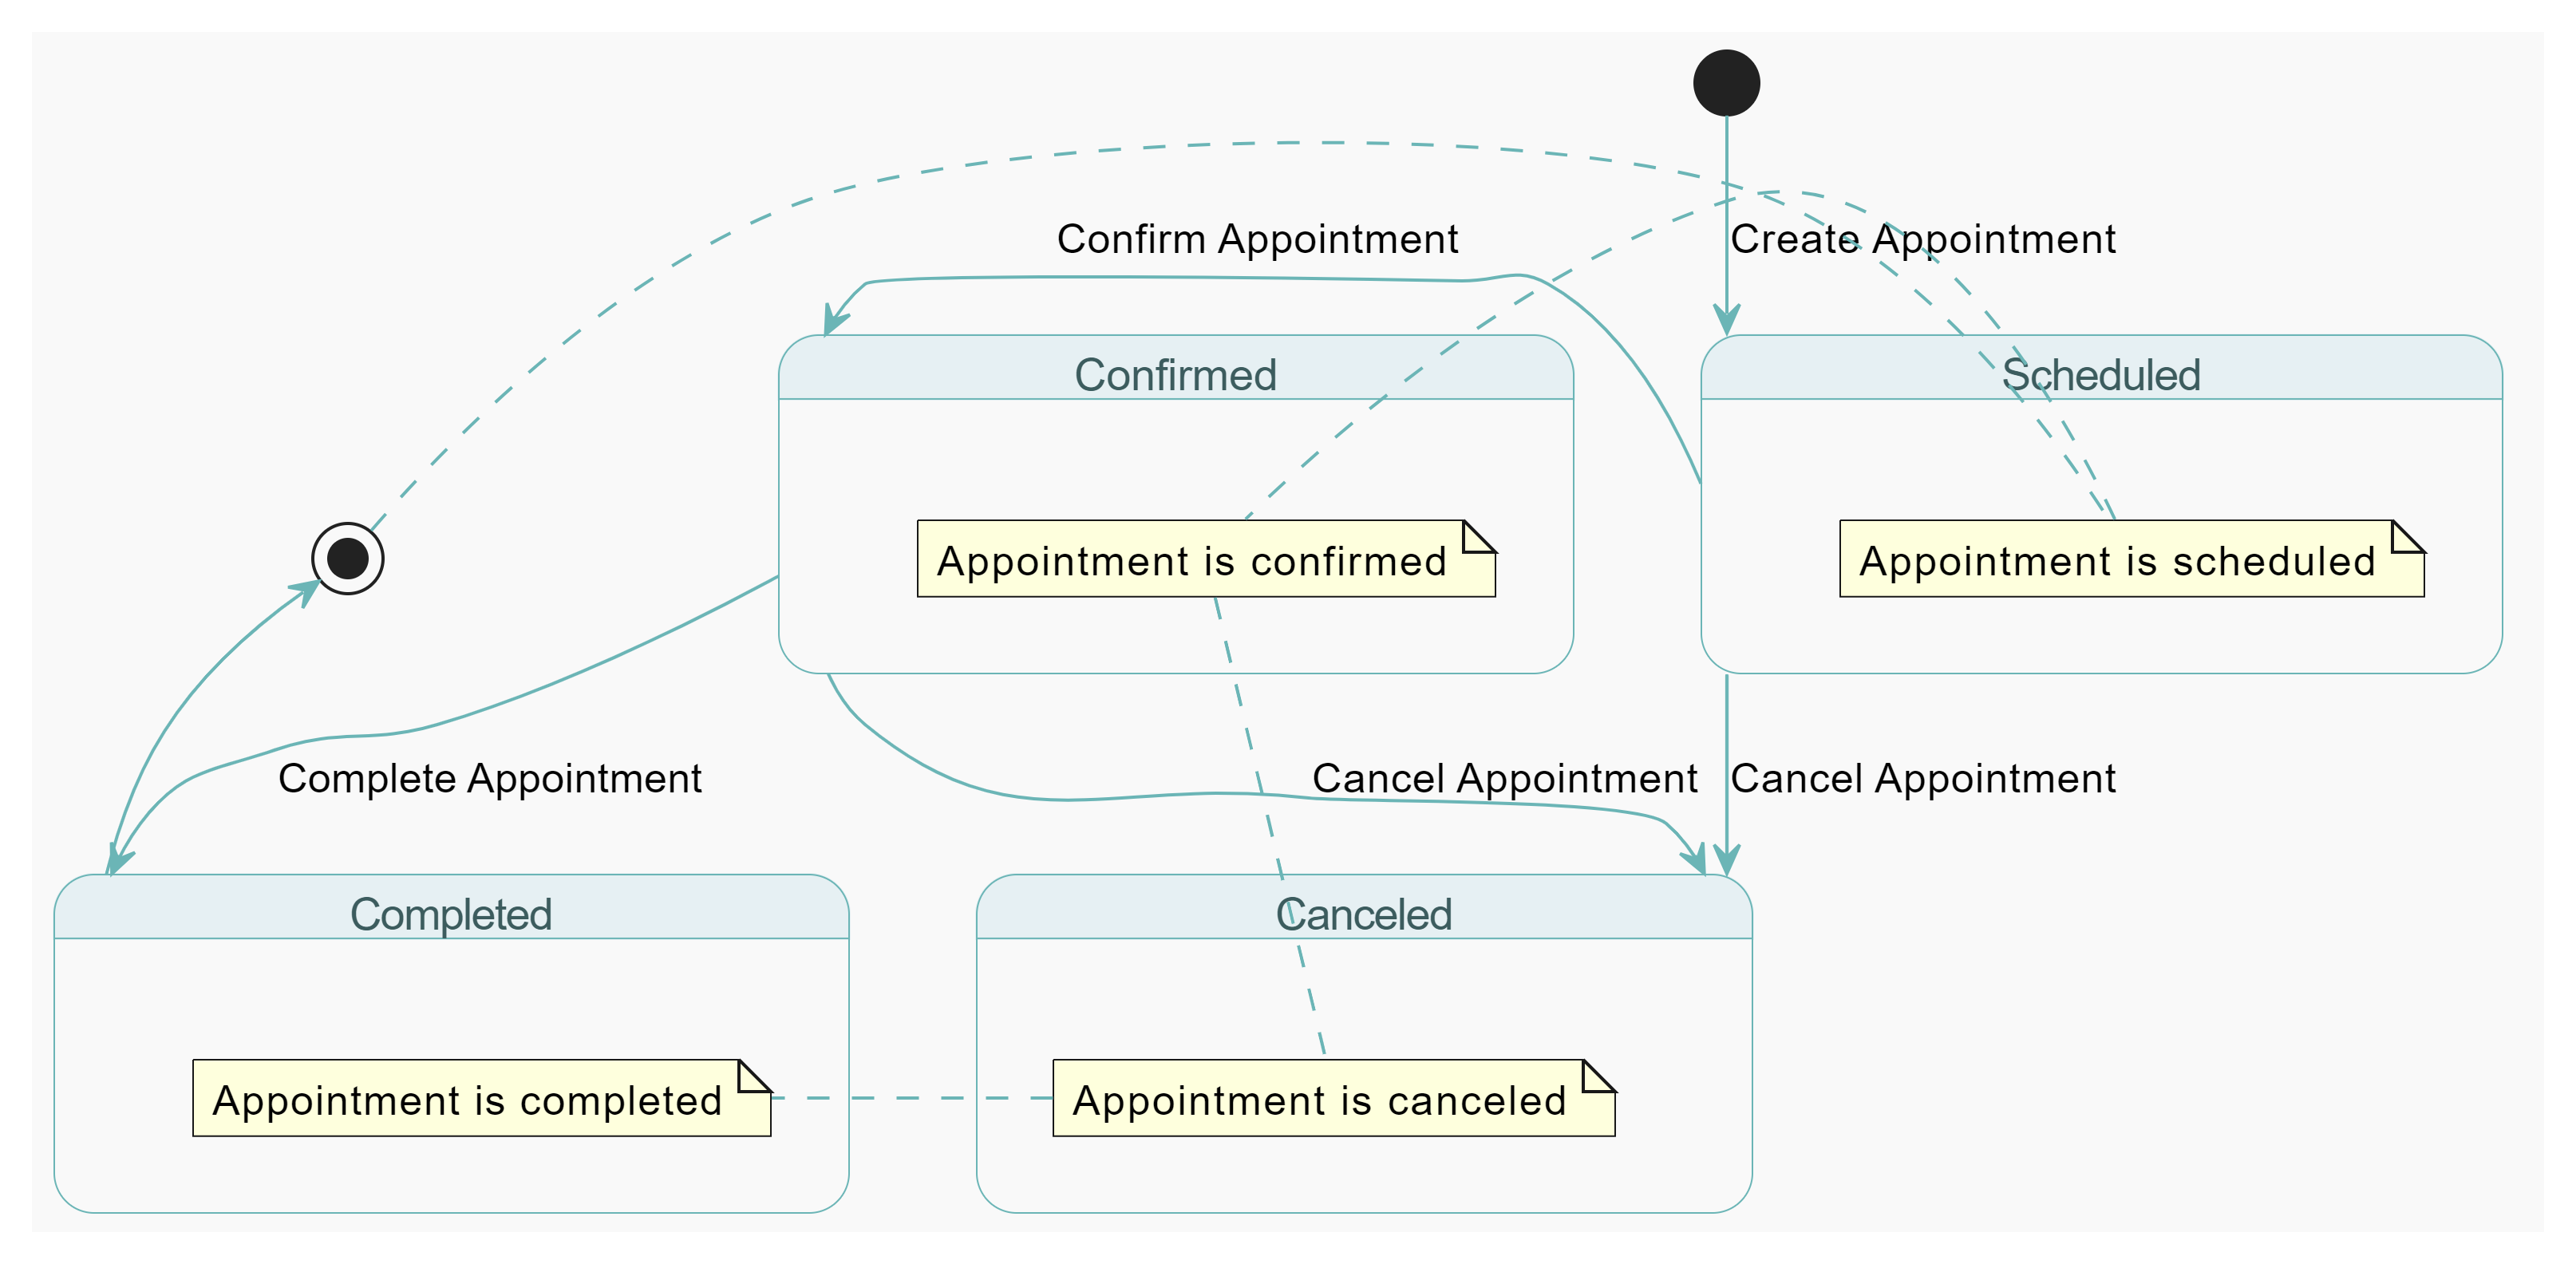 Confirm Appointment
Create Appointment
Confirmed
Scheduled
Appointment is confirmed
Appointment is scheduled
Complete Appointment
Cancel Appointment
Cancel Appointment
Completed
Canceled
Appointment is completed
Appointment is canceled